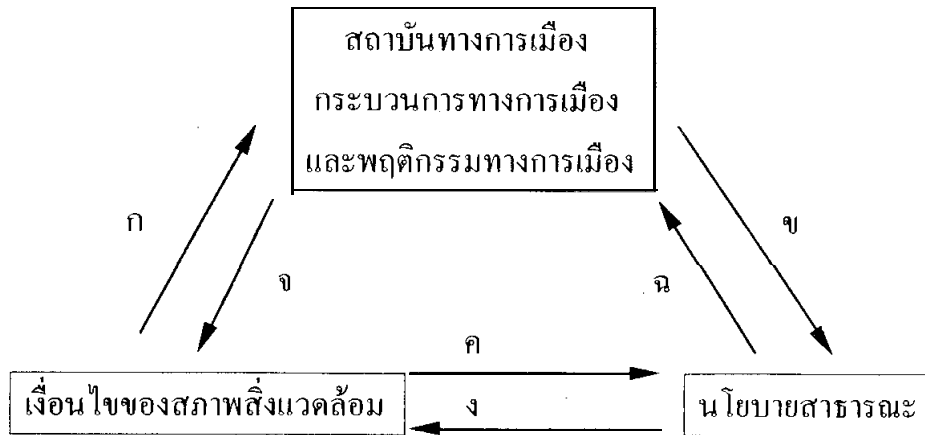 สถาบันทางการเมือง
กระบวนการทางการเมือง
และพฤติกรรมทางการเมือง
ก
ข
จ
ฉ
ค
เงื่อนไขของสภาพสิ่งแวดล้อม
ง
นโยบายสาธารณะ